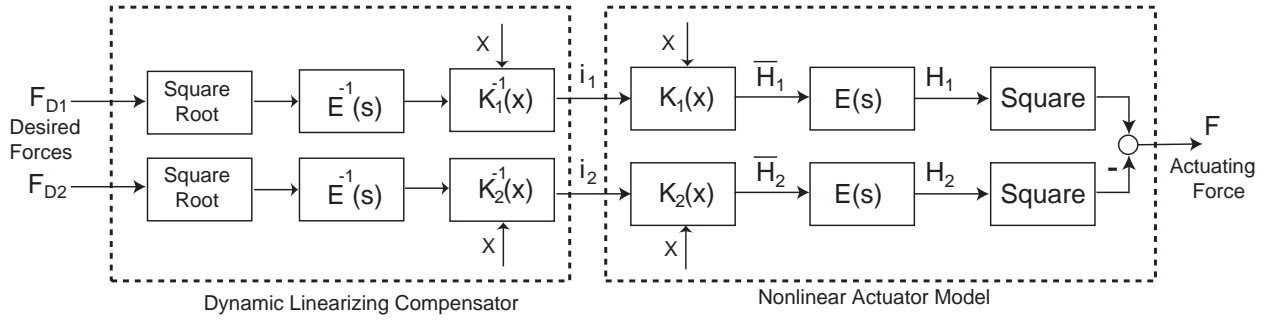 X
X
F_D1
Desired
Forces
F_D2
Square
Root
E^-1(s)
K_1^-1(x)
i_1
K_1(x)
H̅_1
E(s)
H_1
Square
Square
Root
E^-1(s)
K_2^-1(x)
i_2
K_2(x)
H̅_2
E(s)
H_2
Square
-
F
Actuating
Force
X
X
Dynamic Linearizing Compensator
Nonlinear Actuator Model